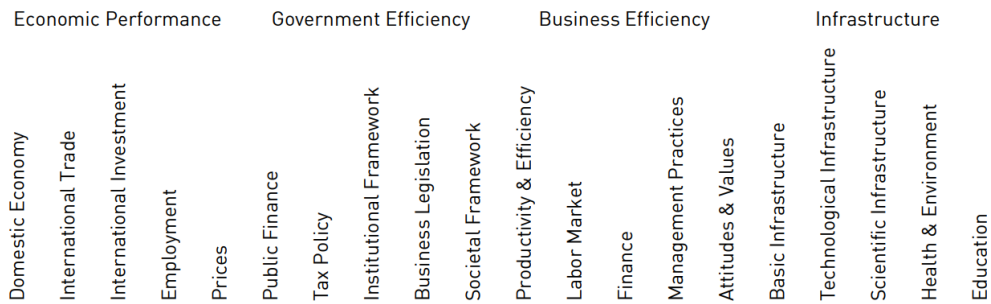 Economic Performance
Government Efficiency
Business Efficiency
Infrastructure
Domestic Economy
International Trade
International Investment
Employment
Prices
Public Finance
Tax Policy
Institutional Framework
Business Legislation
Societal Framework
Productivity & Efficiency
Labor Market
Finance
Management Practices
Attitudes & Values
Basic Infrastructure
Technological Infrastructure
Scientific Infrastructure
Health & Environment
Education